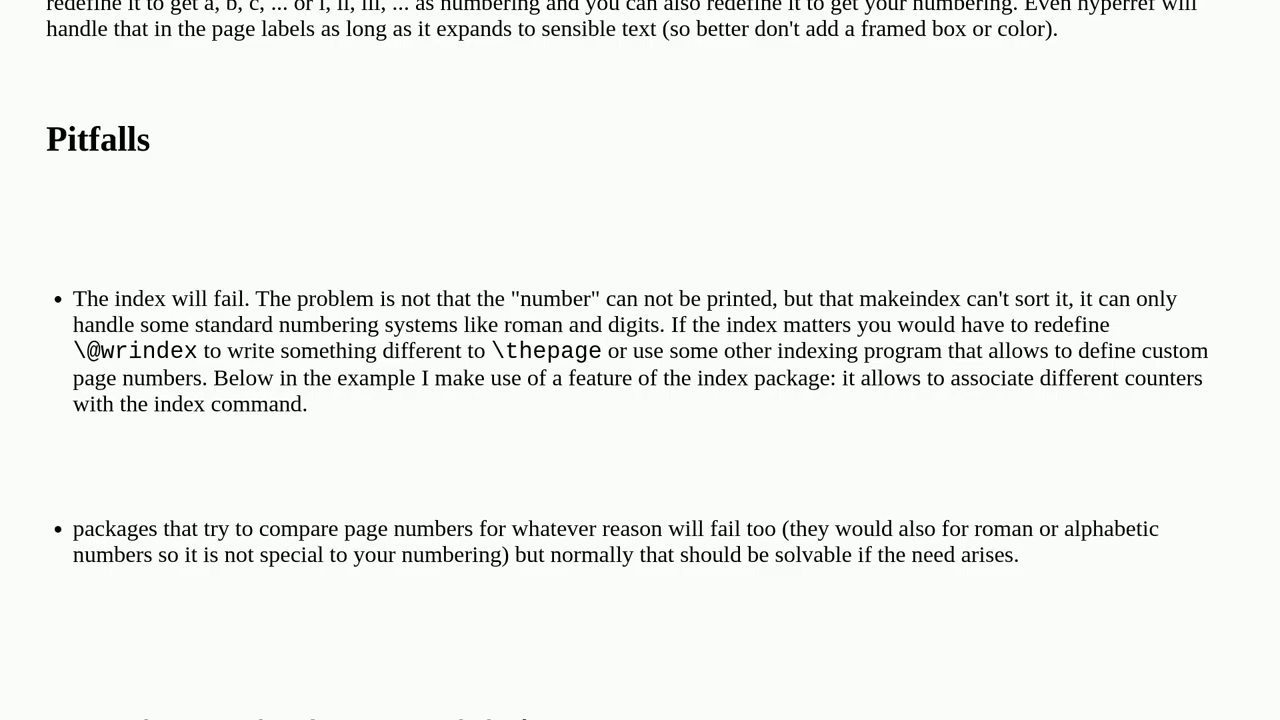 redefine it to get a, b, c, ... or i, ii, iii, ... as numbering and you can also redefine it to get your numbering. Even hyperref will
handle that in the page labels as long as it expands to sensible text (so better don't add a framed box or color).
Pitfalls
• The index will fail. The problem is not that the "number" can not be printed, but that makeindex can't sort it, it can only
handle some standard numbering systems like roman and digits. If the index matters you would have to redefine
\@wrindex to write something different to \thepage or use some other indexing program that allows to define custom
page numbers. Below in the example I make use of a feature of the index package: it allows to associate different counters
with the index command.
• packages that try to compare page numbers for whatever reason will fail too (they would also for roman or alphabetic
numbers so it is not special to your numbering) but normally that should be solvable if the need arises.